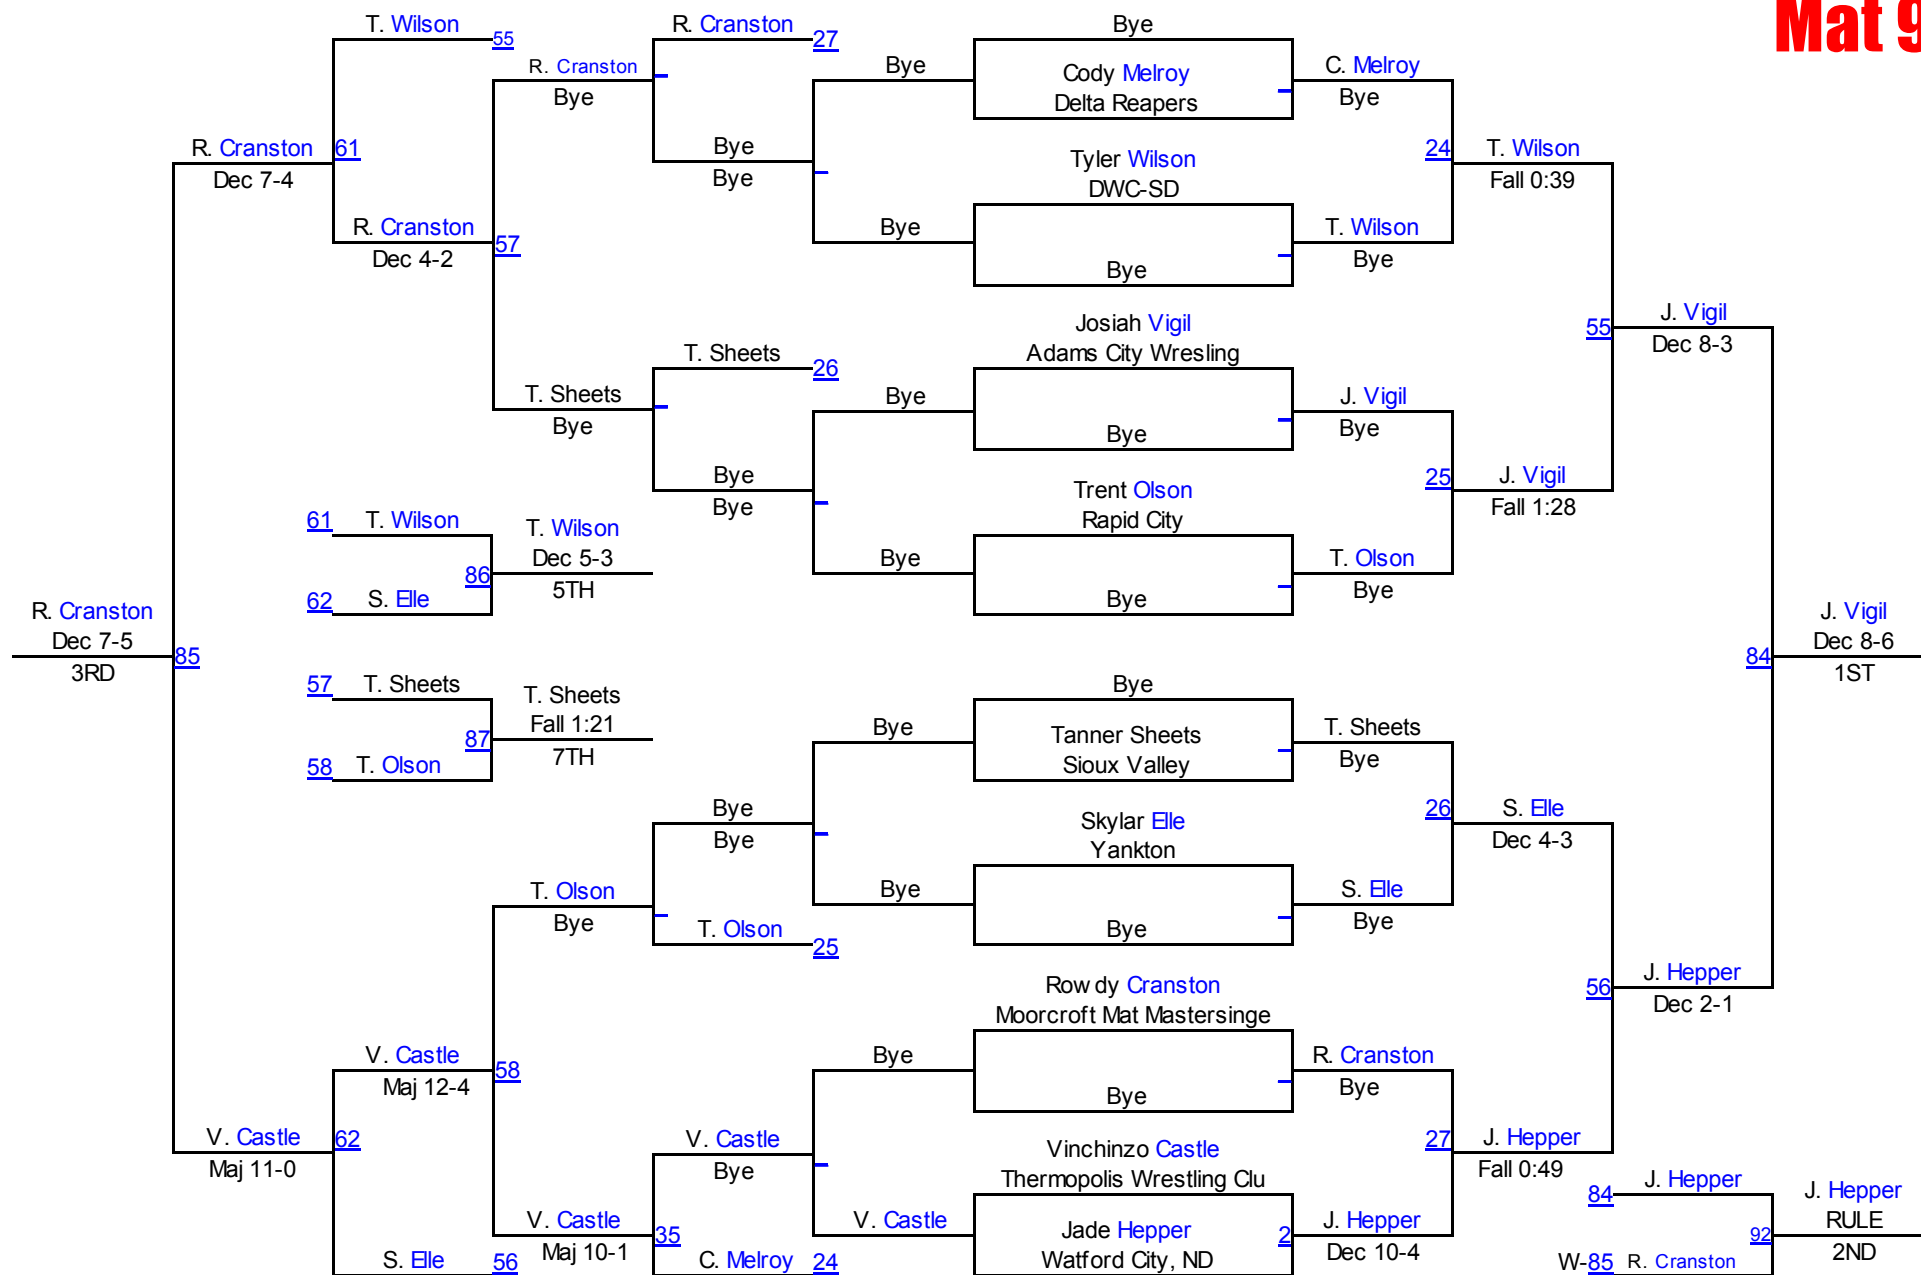 Mat 9
T. Wilson
55
R. Cranston
27
Bye
R. Cranston
Bye
Bye
Cody Melroy
Delta Reapers
C. Melroy
Bye
R. Cranston
61
Dec 7-4
Bye
Bye
Tyler Wilson
DWC-SD
24
T. Wilson
Fall 0:39
R. Cranston
57
Dec 4-2
Bye
Bye
T. Wilson
Bye
Josiah Vigil
Adams City Wresling
55
J. Vigil
Dec 8-3
T. Sheets
26
T. Sheets
Bye
Bye
Bye
J. Vigil
Bye
Bye
Bye
Trent Olson
Rapid City
25
J. Vigil
Fall 1:28
61
T. Wilson
T. Wilson
Dec 5-3
5TH
86
62
S. Elle
Bye
Bye
T. Olson
Bye
R. Cranston
Dec 7-5
3RD
85
J. Vigil
Dec 8-6
1ST
84
57
T. Sheets
T. Sheets
Fall 1:21
7TH
87
58
T. Olson
Bye
Bye
Tanner Sheets
Sioux Valley
T. Sheets
Bye
Bye
Bye
Skylar Elle
Yankton
26
S. Elle
Dec 4-3
T. Olson
Bye
T. Olson
25
Bye
Bye
S. Elle
Bye
Rowdy Cranston
Moorcroft Mat Mastersinge
56
J. Hepper
Dec 2-1
V. Castle
58
Maj 12-4
Bye
Bye
R. Cranston
Bye
V. Castle
62
Maj 11-0
V. Castle
Bye
Vinchinzo Castle
Thermopolis Wrestling Clu
27
J. Hepper
Fall 0:49
V. Castle
35
Maj 10-1
V. Castle
Jade Hepper
Watford City, ND
2
J. Hepper
Dec 10-4
84
J. Hepper
J. Hepper
RULE
2ND
92
S. Elle
56
C. Melroy
24
W-85
R. Cranston